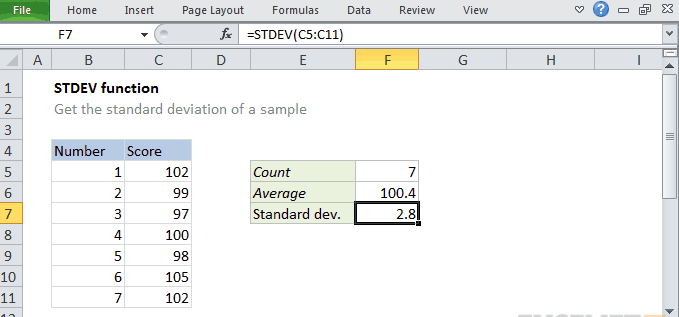 File Home Insert Page Layout Formulas Data Review View
F7 fx =STDEV(C5:C11)
A B C D E F G H I
1 STDEV function
2 Get the standard deviation of a sample
3
4 Number Score
5 1 102 Count 7
6 2 99 Average 100.4
7 3 97 Standard dev. 2.8
8 4 100
9 5 98
10 6 105
11 7 102